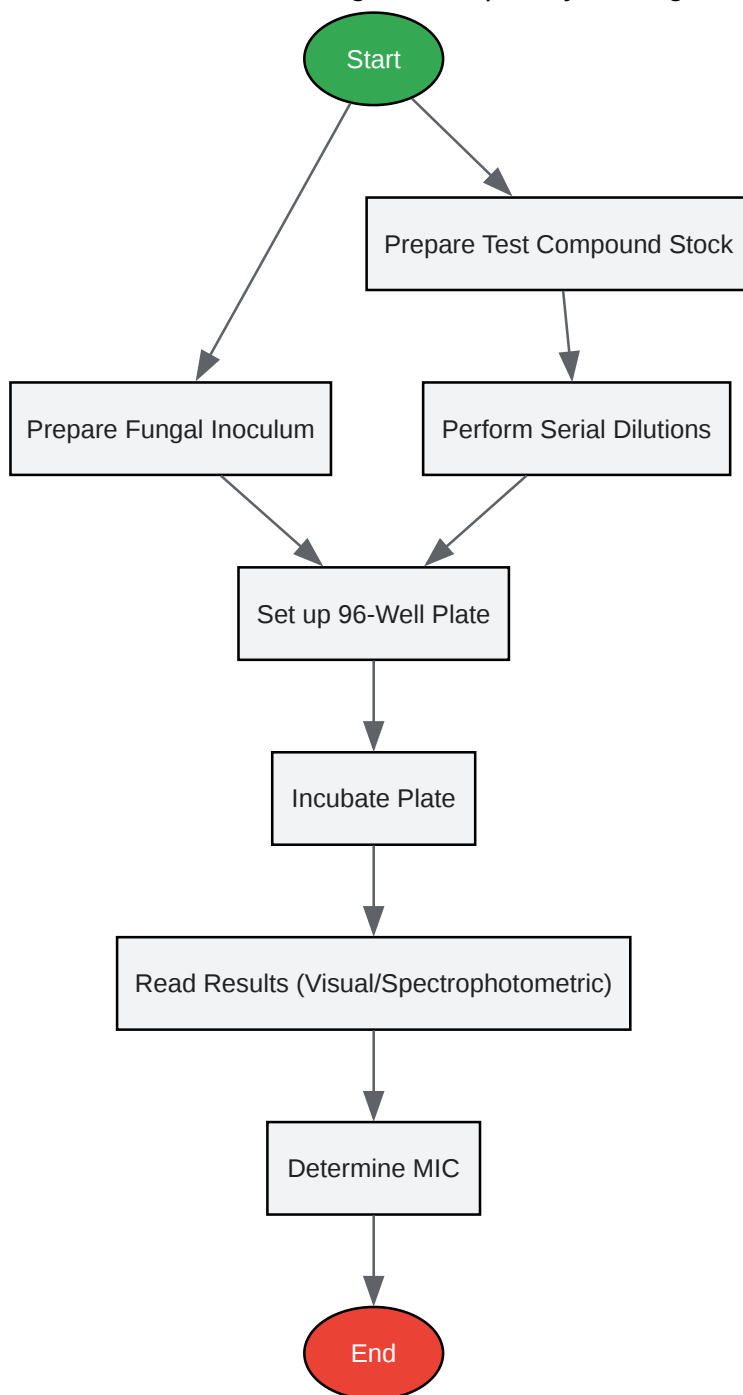 Start
Prepare Test Compound Stock
Prepare Fungal Inoculum
Perform Serial Dilutions
Set up 96-Well Plate
Incubate Plate
Read Results (Visual/Spectrophotometric)
Determine MIC
End